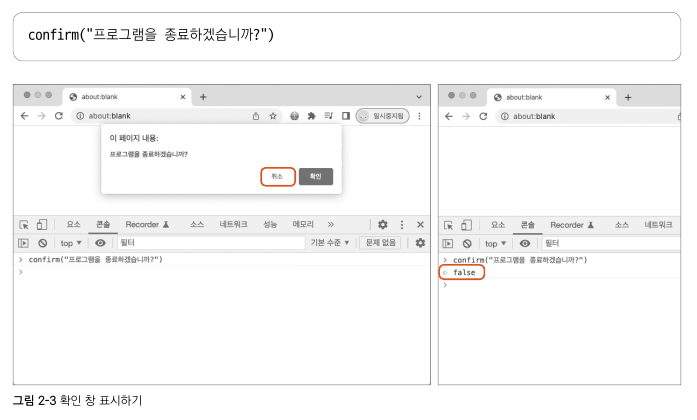 confirm("프로그램을 종료하겠습니까?")
about:blank
about:blank
일시중지됨
이 페이지 내용:
프로그램을 종료하겠습니까?
취소 확인
요소 콘솔 Recorder 소스 네트워크 성능 메모리 »
top ▼ 필터 기본 수준 ▼ 문제 없음
> confirm("프로그램을 종료하겠습니까?")
>
about:blank
about:blank
요소 콘솔 Recorder 소스 네트워크
top ▼ 필터
> confirm("프로그램을 종료하겠습니까?")
< false
>
그림 2-3 확인 창 표시하기